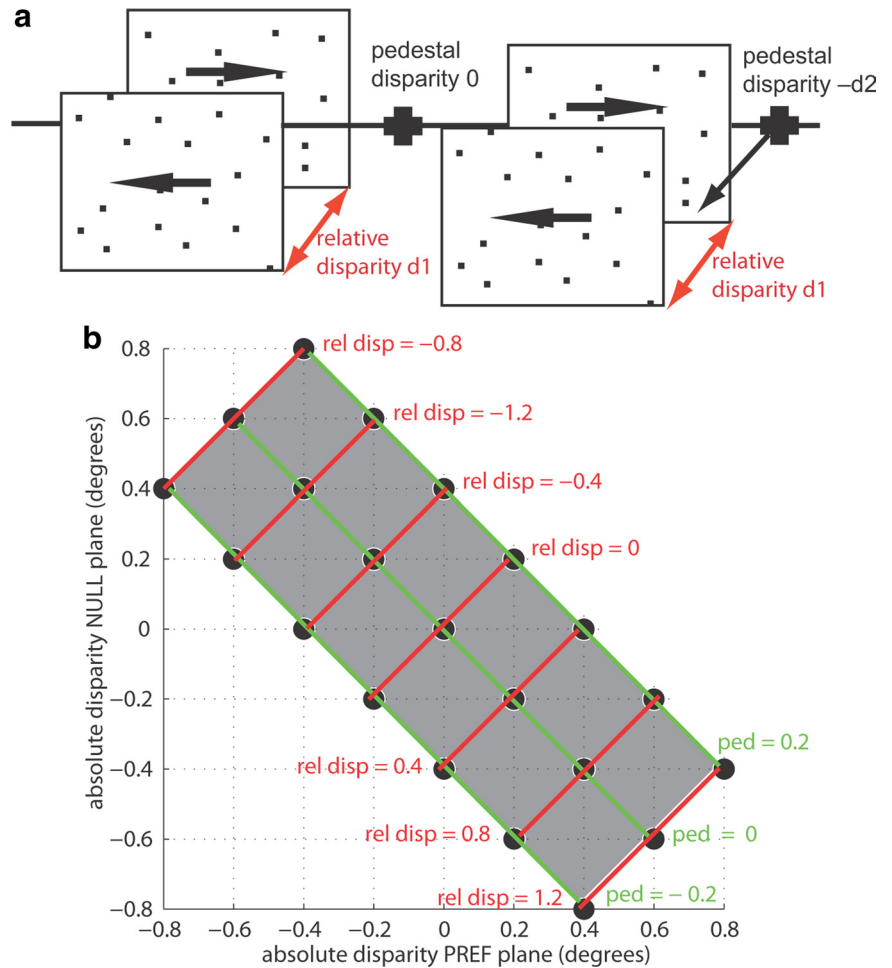 a
pedestal
disparity 0
pedestal
disparity –d2
relative
disparity d1
relative
disparity d1
b
0.8
rel disp = –0.8
0.6
rel disp = –1.2
0.4
rel disp = –0.4
0.2
rel disp = 0
0
–0.2
ped = 0.2
–0.4
rel disp = 0.4
–0.6
rel disp = 0.8
ped = 0
–0.8
rel disp = 1.2
ped = – 0.2
–0.8 –0.6 –0.4 –0.2 0 0.2 0.4 0.6 0.8
absolute disparity PREF plane (degrees)
absolute disparity NULL plane (degrees)